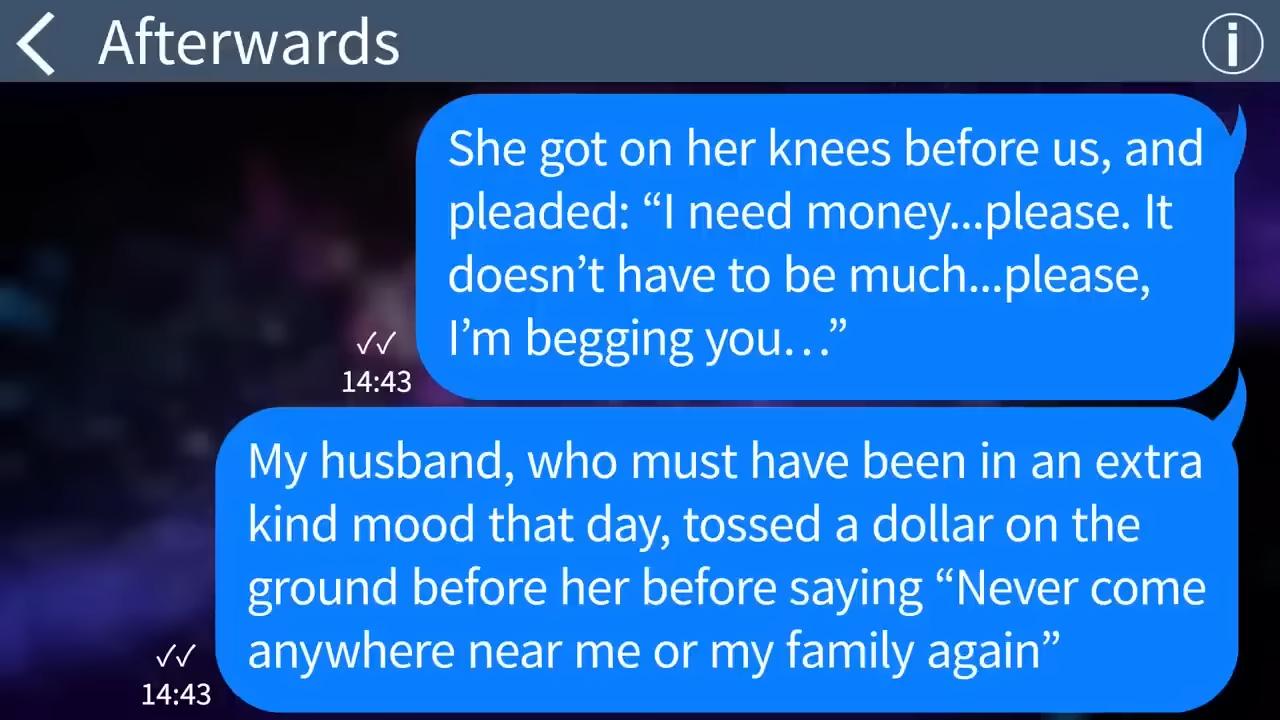 Afterwards
She got on her knees before us, and
pleaded: “I need money...please. It
doesn’t have to be much...please,
I’m begging you…”
✓✓
14:43
My husband, who must have been in an extra
kind mood that day, tossed a dollar on the
ground before her before saying “Never come
anywhere near me or my family again”
✓✓
14:43